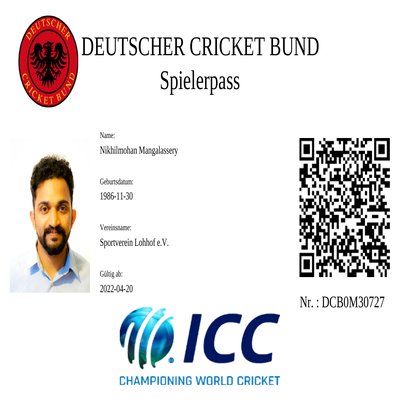 DEUTSCHER
CRICKET BUND
DEUTSCHER CRICKET BUND
Spielerpass
Name:
Nikhilmohan Mangalassery
Geburtsdatum:
1986-11-30
Vereinsname:
Sportverein Lohhof e.V.
Gültig ab:
2022-04-20
Nr. : DCB0M30727
ICC
CHAMPIONING WORLD CRICKET